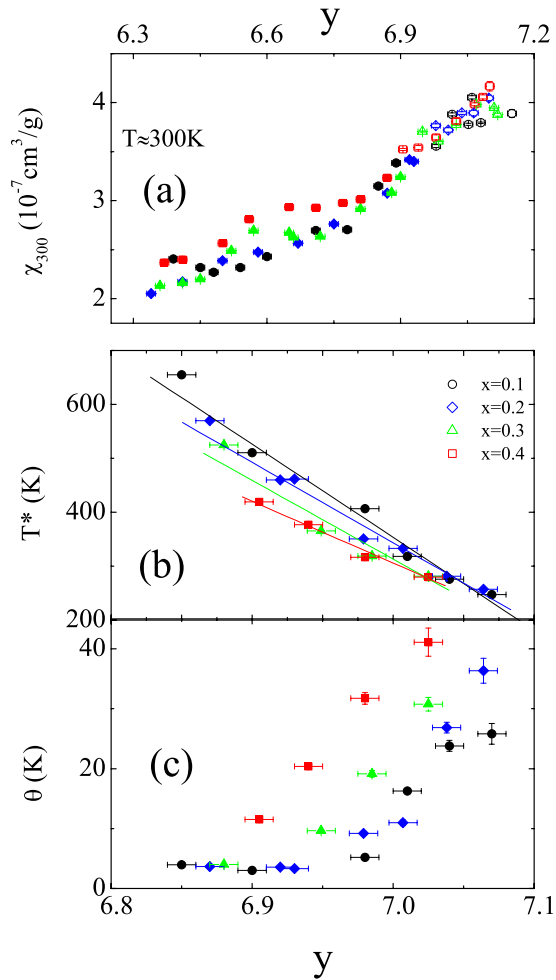 y
6.3 6.6 6.9 7.2
4
3
2
χ300 (10-7cm3/g)
T≈300K
(a)
600
400
200
T* (K)
x=0.1
x=0.2
x=0.3
x=0.4
(b)
40
20
0
θ (K)
(c)
6.8 6.9 7.0 7.1
y